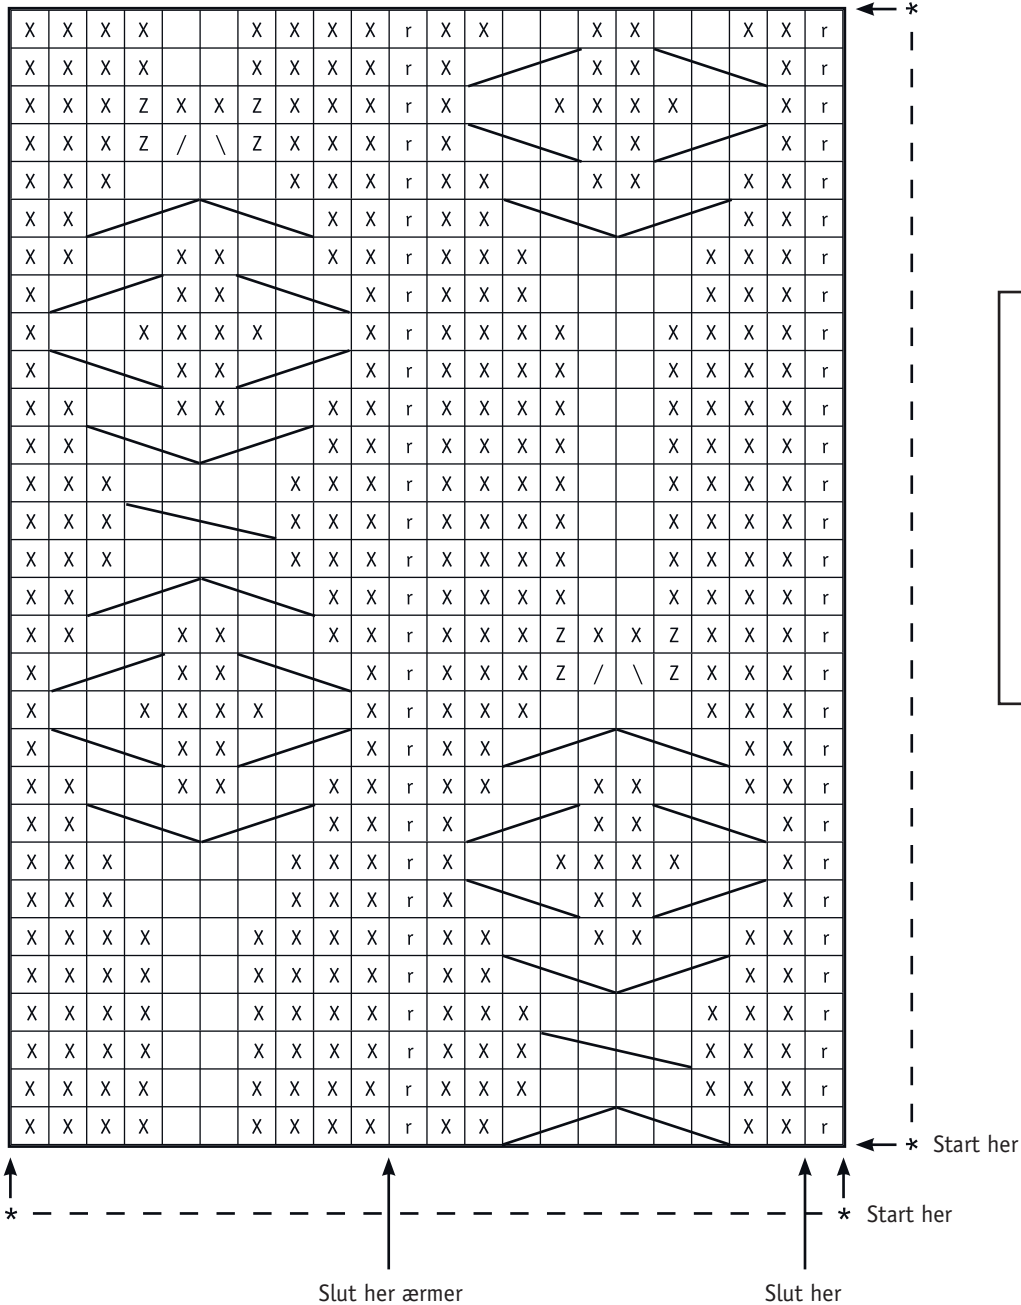 X X X X X X X X r X X X X X X r *
X X X X X X X X r X X X X r
X X X Z X X Z X X X r X X X X X X r
X X X Z / \ Z X X X r X X X X r
X X X X X X r X X X X X X r
X X X X r X X X X r
X X X X X X r X X X X X X r
X X X X r X X X X X X r
X X X X X X r X X X X X X X X r
X X X X r X X X X X X X X r
X X X X X X r X X X X X X X X r
X X X X r X X X X X X X X r
X X X X X X r X X X X X X X X r
X X X X X X r X X X X X X X X r
X X X X X X r X X X X X X X X r
X X X X r X X X X X X X X r
X X X X X X r X X X Z X X Z X X X r
X X X X r X X X Z / \ Z X X X r
X X X X X X r X X X X X X r
X X X X r X X X X r
X X X X X X r X X X X X X r
X X X X r X X X X r
X X X X X X r X X X X X X r
X X X X X X r X X X X r
X X X X X X X X r X X X X X X r
X X X X X X X X r X X X X r
X X X X X X X X r X X X X X X r
X X X X X X X X r X X X X X X r
X X X X X X X X r X X X X X X r
X X X X X X X X r X X X X r
* Start her
* * Start her
Slut her ærmer Slut her